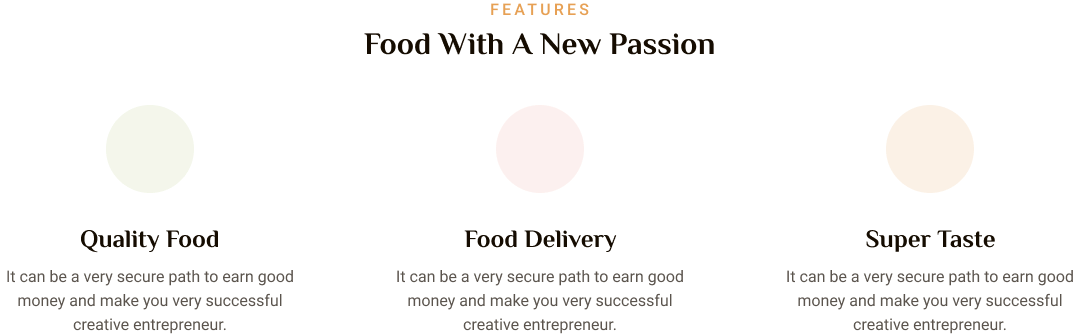 FEATURES
Food With A New Passion
Quality Food
It can be a very secure path to earn good
money and make you very successful
creative entrepreneur.
Food Delivery
It can be a very secure path to earn good
money and make you very successful
creative entrepreneur.
Super Taste
It can be a very secure path to earn good
money and make you very successful
creative entrepreneur.